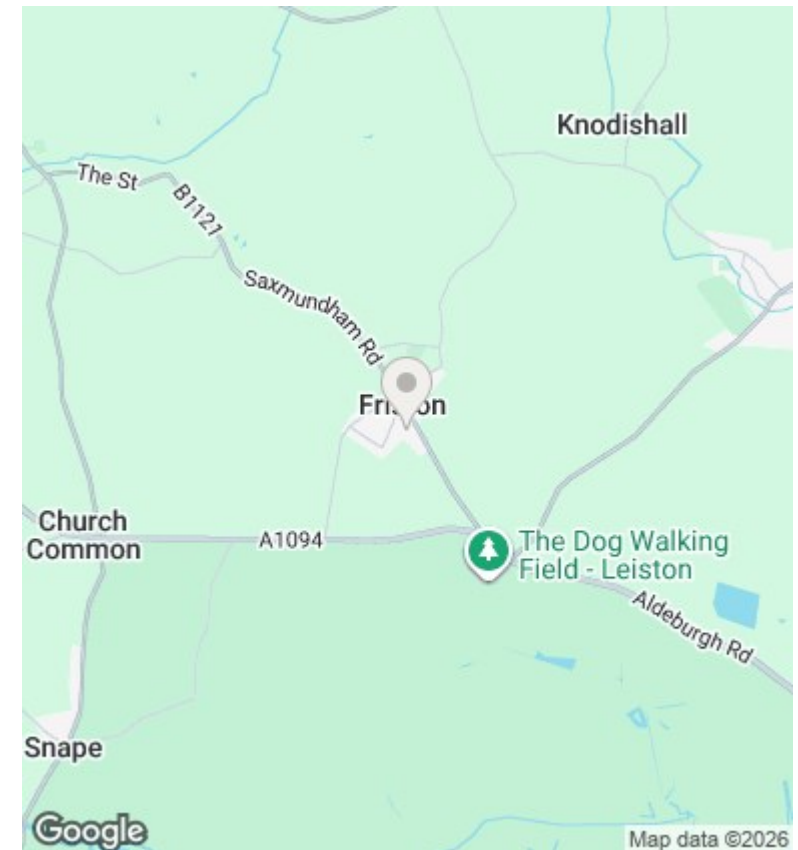 Knodishall
The St
B1121
Saxmundham Rd
Church
Common
A1094
The Dog Walking
Field - Leiston
Aldeburgh Rd
Snape
Google
Map data ©2026